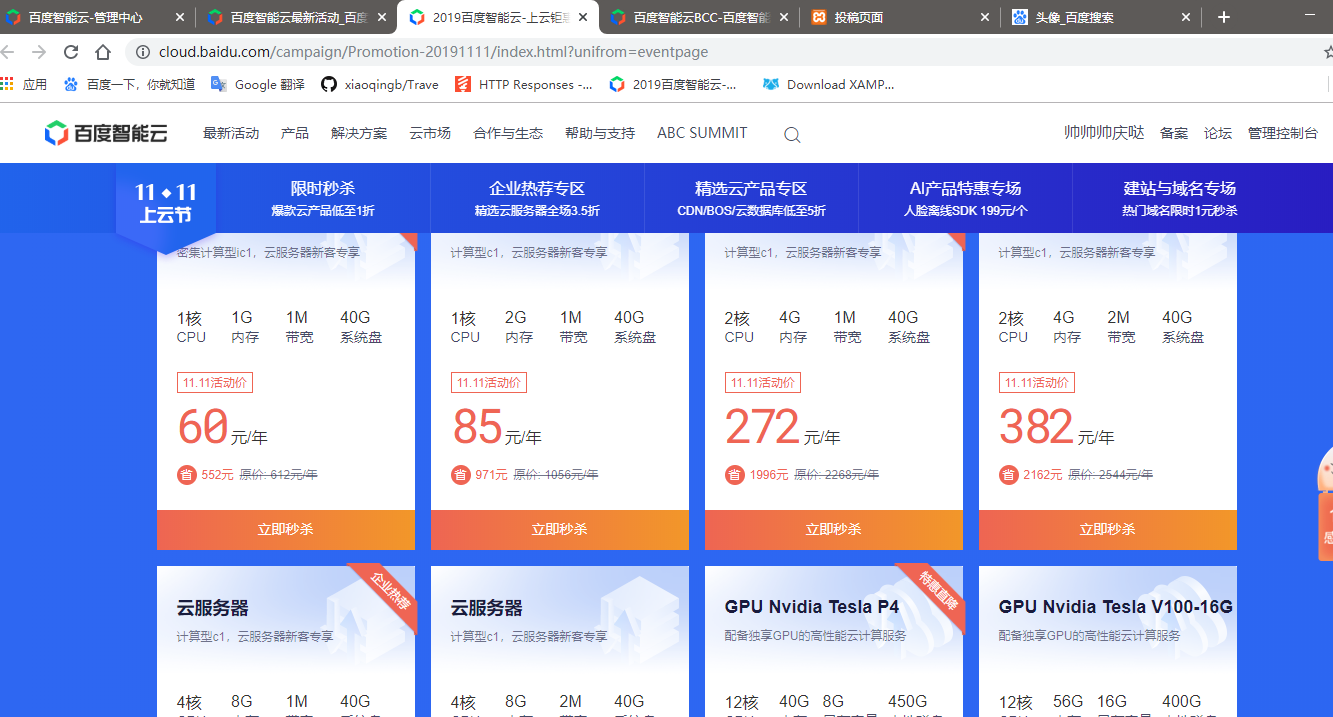 百度智能云-管理中心
百度智能云最新活动_百度
2019百度智能云-上云钜惠
百度智能云BCC-百度智能
投稿页面
头像_百度搜索
cloud.baidu.com/campaign/Promotion-20191111/index.html?unifrom=eventpage
应用 百度一下，你就知道 Google 翻译 xiaoqingb/Trave HTTP Responses -... 2019百度智能云-... Download XAMP...
百度智能云 最新活动 产品 解决方案 云市场 合作与生态 帮助与支持 ABC SUMMIT 帅帅帅庆哒 备案 论坛 管理控制台
11·11
上云节
限时秒杀
爆款云产品低至1折
企业热荐专区
精选云服务器全场3.5折
精选云产品专区
CDN/BOS/云数据库低至5折
AI产品特惠专场
人脸离线SDK 199元/个
建站与域名专场
热门域名限时1元秒杀
密集计算型ic1，云服务器新客专享
1核 1G 1M 40G
CPU 内存 带宽 系统盘
11.11活动价
60元/年
省 552元 原价: 612元/年
立即秒杀
计算型c1，云服务器新客专享
1核 2G 1M 40G
CPU 内存 带宽 系统盘
11.11活动价
85元/年
省 971元 原价: 1056元/年
立即秒杀
计算型c1，云服务器新客专享
2核 4G 1M 40G
CPU 内存 带宽 系统盘
11.11活动价
272元/年
省 1996元 原价: 2268元/年
立即秒杀
计算型c1，云服务器新客专享
2核 4G 2M 40G
CPU 内存 带宽 系统盘
11.11活动价
382元/年
省 2162元 原价: 2544元/年
立即秒杀
企业热荐
云服务器
计算型c1，云服务器新客专享
4核 8G 1M 40G
云服务器
计算型c1，云服务器新客专享
4核 8G 2M 40G
特惠直降
GPU Nvidia Tesla P4
配备独享GPU的高性能云计算服务
12核 40G 8G 450G
GPU Nvidia Tesla V100-16G
配备独享GPU的高性能云计算服务
12核 56G 16G 400G